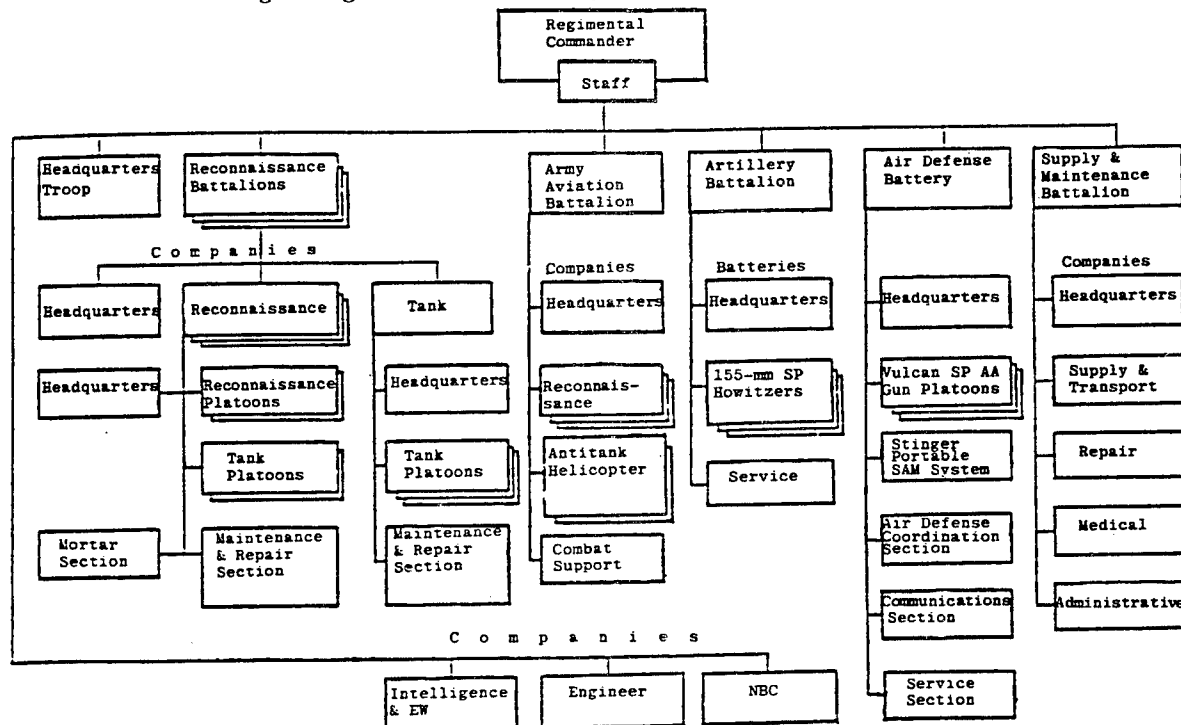 Regimental
Commander
Staff
Headquarters
Troop
Reconnaissance
Battalions
Army
Aviation
Battalion
Artillery
Battalion
Air Defense
Battery
Supply &
Maintenance
Battalion
Companies
Headquarters
Reconnaissance
Tank
Headquarters
Reconnaissance
Platoons
Tank
Platoons
Mortar
Section
Maintenance
& Repair
Section
Headquarters
Tank
Platoons
Maintenance
& Repair
Section
Companies
Headquarters
Reconnais-
sance
Antitank
Helicopter
Combat
Support
Batteries
Headquarters
155-mm SP
Howitzers
Service
Headquarters
Vulcan SP AA
Gun Platoons
Stinger
Portable
SAM System
Air Defense
Coordination
Section
Communications
Section
Service
Section
Companies
Headquarters
Supply &
Transport
Repair
Medical
Administrative
Companies
Intelligence
& EW
Engineer
NBC